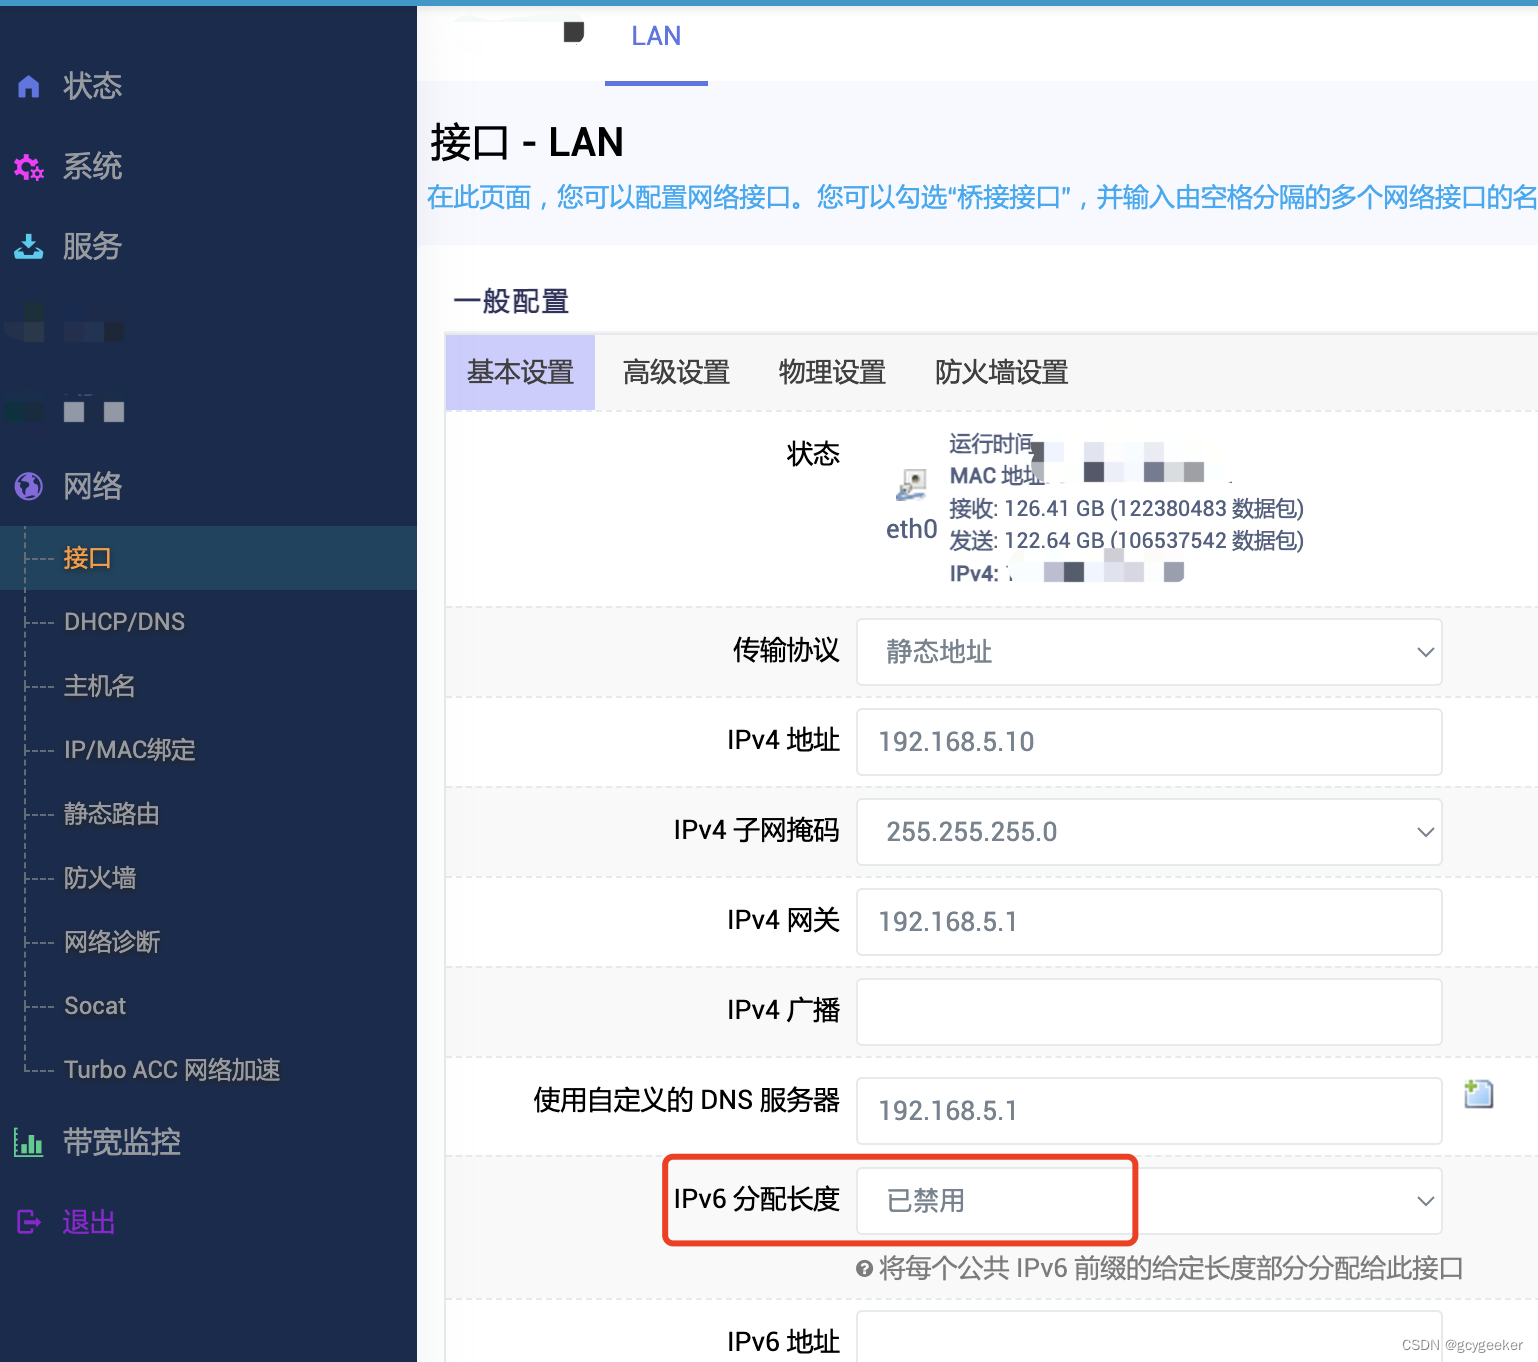 LAN
状态
系统
服务
网络
接口
DHCP/DNS
主机名
IP/MAC绑定
静态路由
防火墙
网络诊断
Socat
Turbo ACC 网络加速
带宽监控
退出
接口 - LAN
在此页面，您可以配置网络接口。您可以勾选“桥接接口”，并输入由空格分隔的多个网络接口的名
一般配置
基本设置 高级设置 物理设置 防火墙设置
状态
eth0
运行时间
MAC 地址
接收: 126.41 GB (122380483 数据包)
发送: 122.64 GB (106537542 数据包)
IPv4:
传输协议 静态地址
IPv4 地址 192.168.5.10
IPv4 子网掩码 255.255.255.0
IPv4 网关 192.168.5.1
IPv4 广播
使用自定义的 DNS 服务器 192.168.5.1
IPv6 分配长度 已禁用
将每个公共 IPv6 前缀的给定长度部分分配给此接口
IPv6 地址
CSDN @gcygeeker